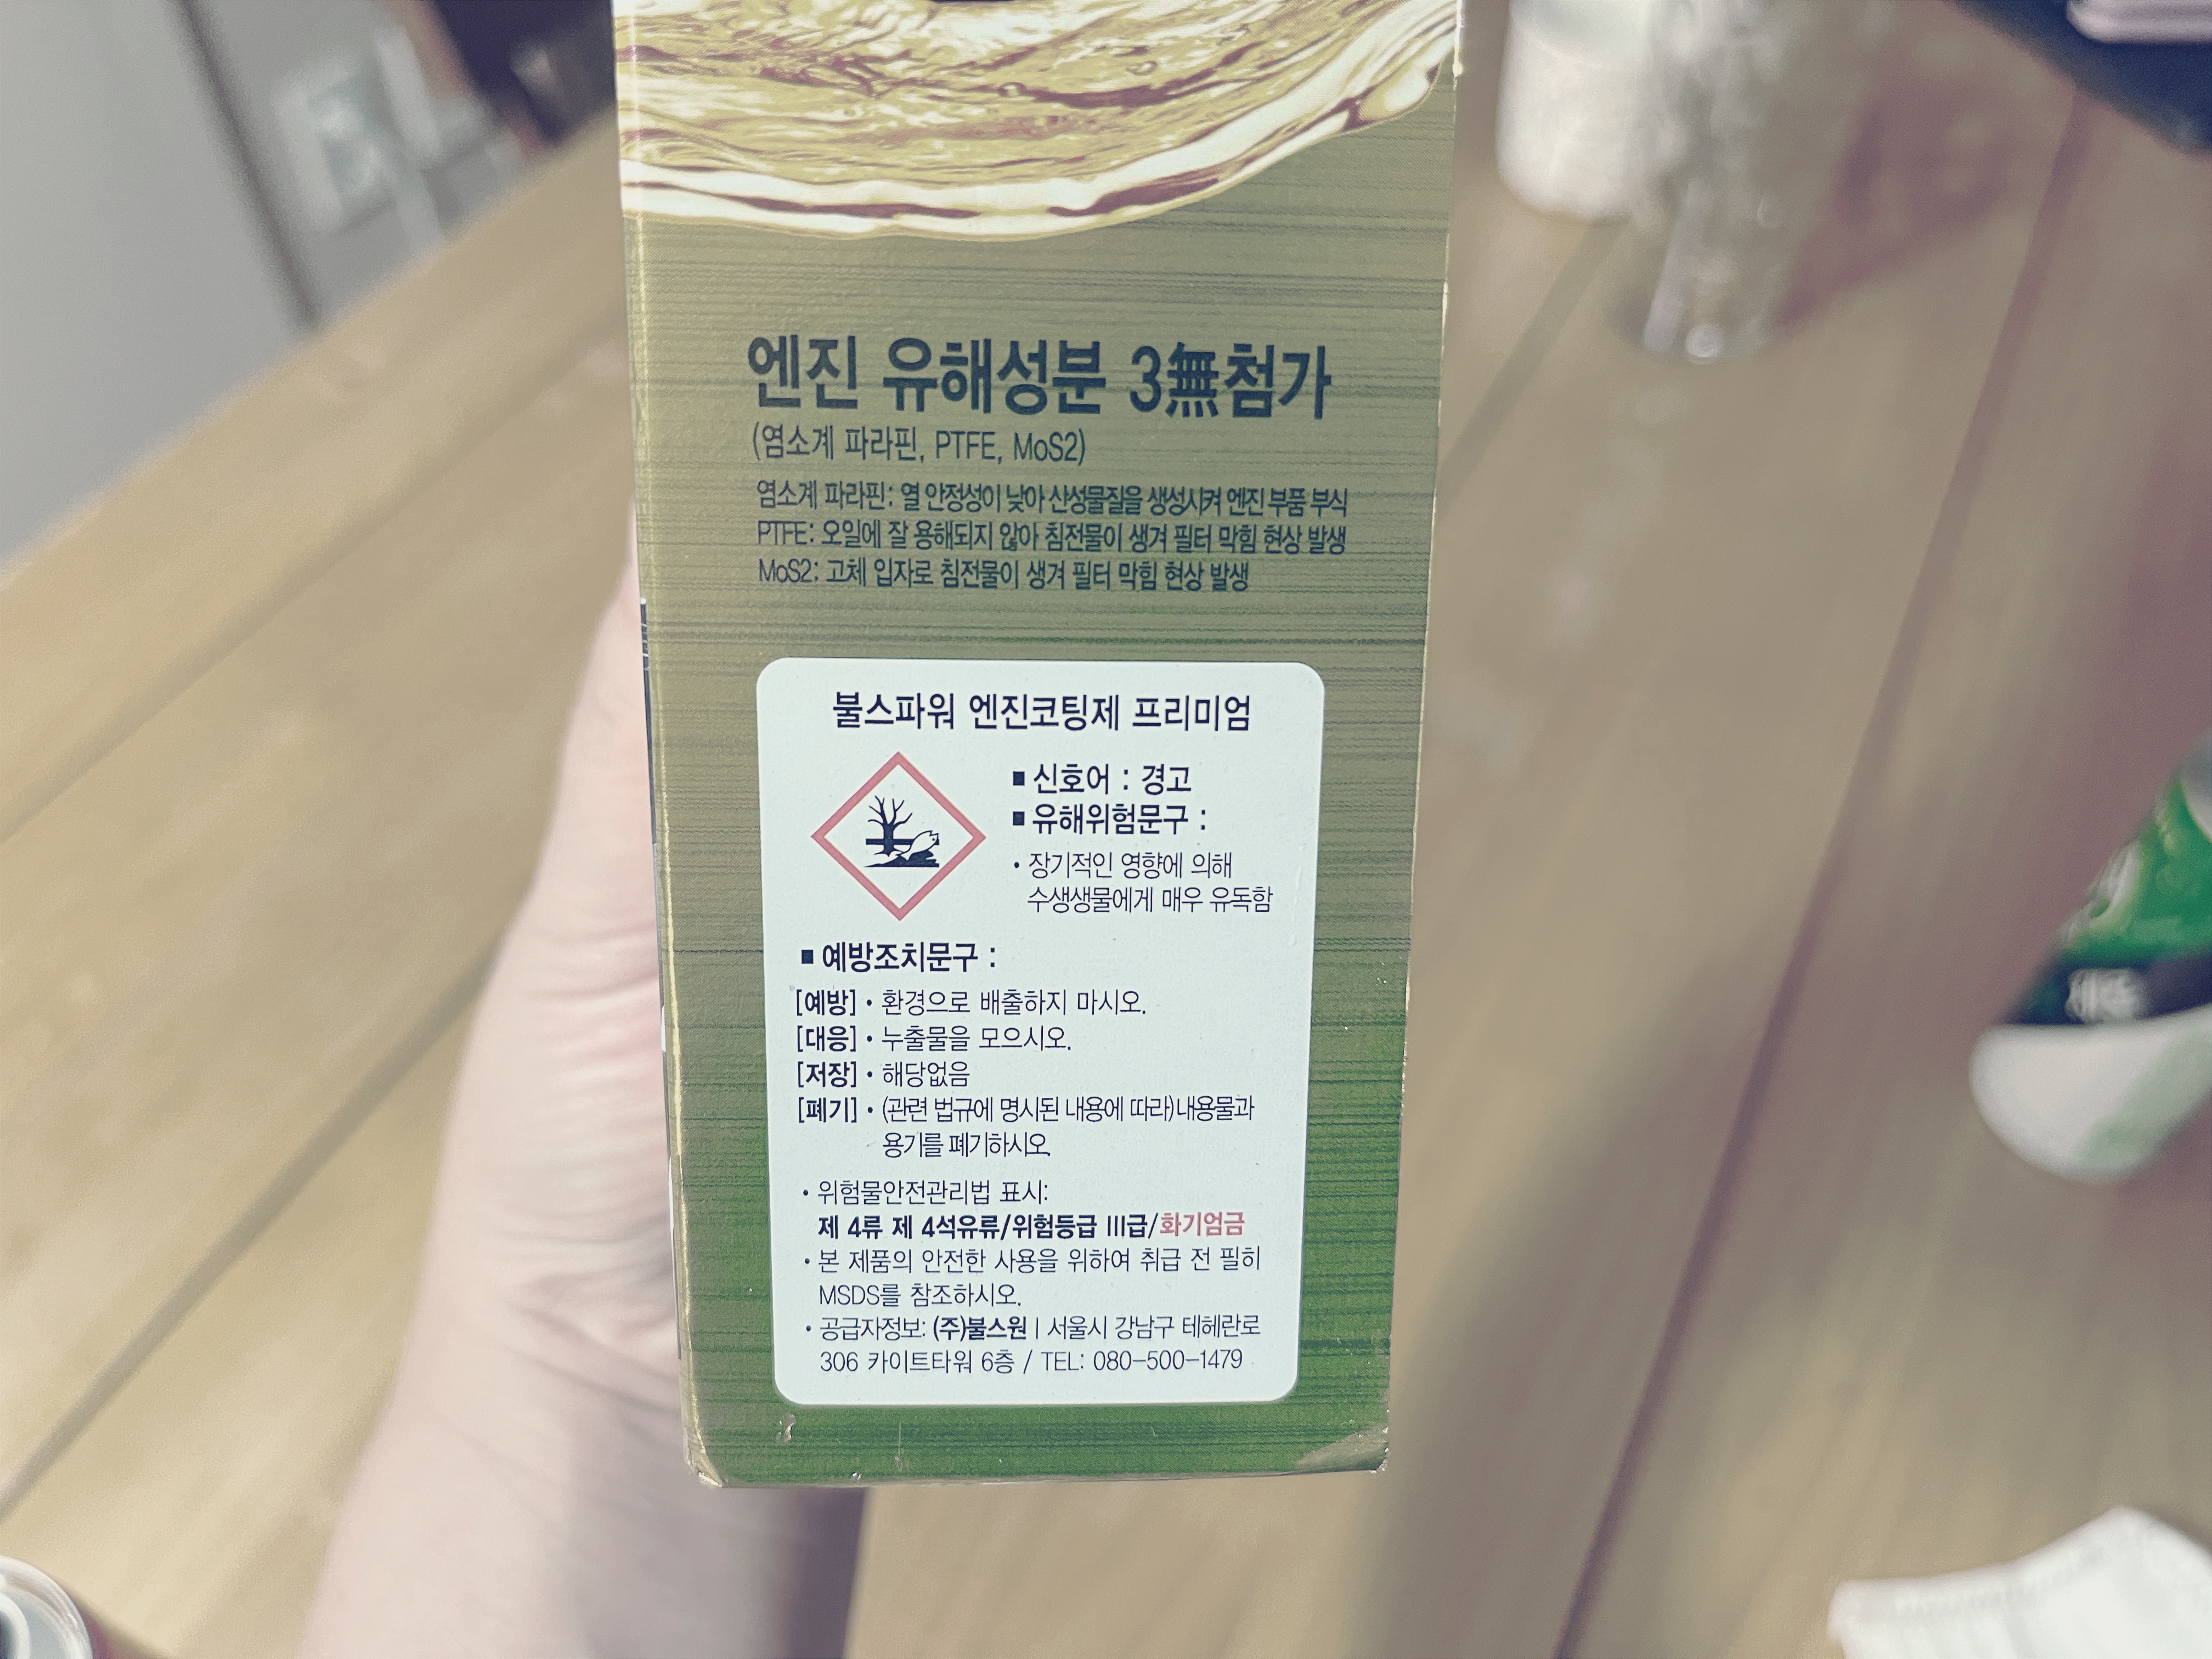 엔진 유해성분 3無첨가
(염소계 파라핀, PTFE, MoS2)
염소계 파라핀: 열 안정성이 낮아 산성물질을 생성시켜 엔진 부품 부식
PTFE: 오일에 잘 용해되지 않아 침전물이 생겨 필터 막힘 현상 발생
MoS2: 고체 입자로 침전물이 생겨 필터 막힘 현상 발생
불스파워 엔진코팅제 프리미엄
■ 신호어 : 경고
■ 유해위험문구 :
• 장기적인 영향에 의해
수생생물에게 매우 유독함
■ 예방조치문구 :
[예방] • 환경으로 배출하지 마시오.
[대응] • 누출물을 모으시오.
[저장] • 해당없음
[폐기] • (관련 법규에 명시된 내용에 따라)내용물과
용기를 폐기하시오.
• 위험물안전관리법 표시:
제 4류 제 4석유류/위험등급 III급/화기엄금
• 본 제품의 안전한 사용을 위하여 취급 전 필히
MSDS를 참조하시오.
• 공급자정보: (주)불스원 | 서울시 강남구 테헤란로
306 카이트타워 6층 / TEL: 080-500-1479